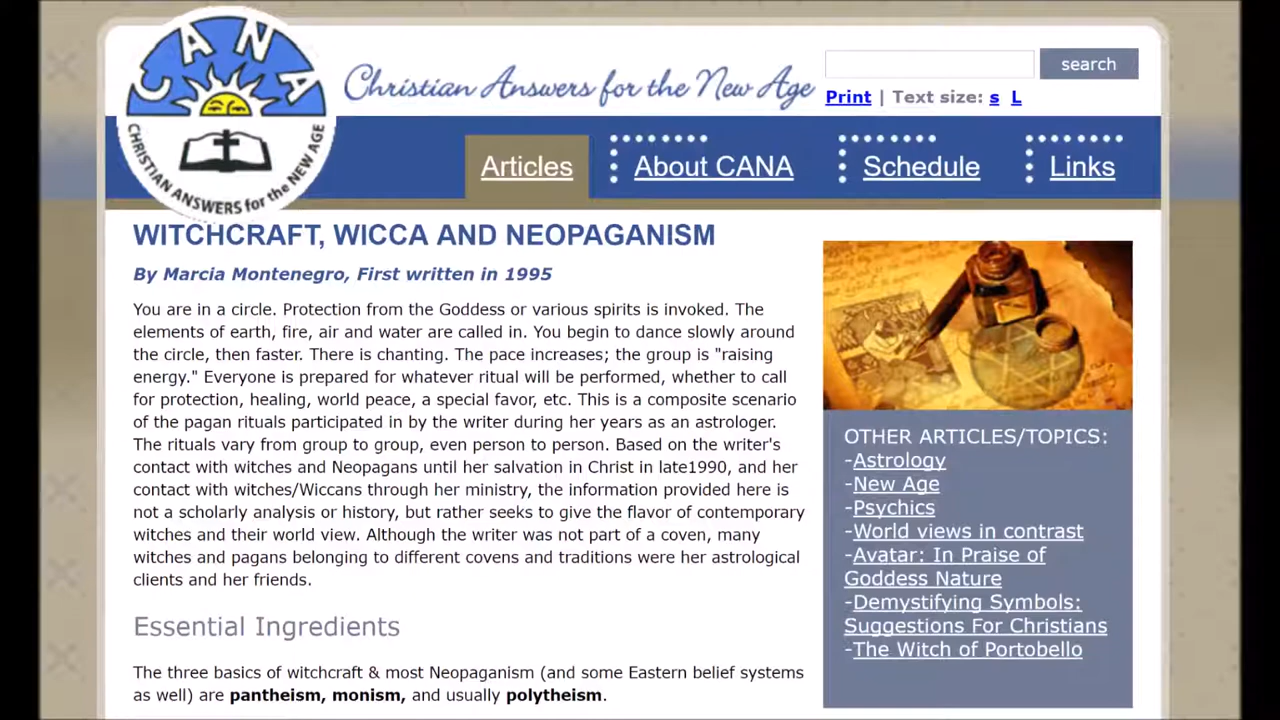 CANA
CHRISTIAN ANSWERS for the NEW AGE
Christian Answers for the New Age
search
Print | Text size: s L
Articles
About CANA
Schedule
Links
WITCHCRAFT, WICCA AND NEOPAGANISM
By Marcia Montenegro, First written in 1995
You are in a circle. Protection from the Goddess or various spirits is invoked. The
elements of earth, fire, air and water are called in. You begin to dance slowly around
the circle, then faster. There is chanting. The pace increases; the group is "raising
energy." Everyone is prepared for whatever ritual will be performed, whether to call
for protection, healing, world peace, a special favor, etc. This is a composite scenario
of the pagan rituals participated in by the writer during her years as an astrologer.
The rituals vary from group to group, even person to person. Based on the writer's
contact with witches and Neopagans until her salvation in Christ in late1990, and her
contact with witches/Wiccans through her ministry, the information provided here is
not a scholarly analysis or history, but rather seeks to give the flavor of contemporary
witches and their world view. Although the writer was not part of a coven, many
witches and pagans belonging to different covens and traditions were her astrological
clients and her friends.
Essential Ingredients
The three basics of witchcraft & most Neopaganism (and some Eastern belief systems
as well) are pantheism, monism, and usually polytheism.
OTHER ARTICLES/TOPICS:
-Astrology
-New Age
-Psychics
-World views in contrast
-Avatar: In Praise of
Goddess Nature
-Demystifying Symbols:
Suggestions For Christians
-The Witch of Portobello